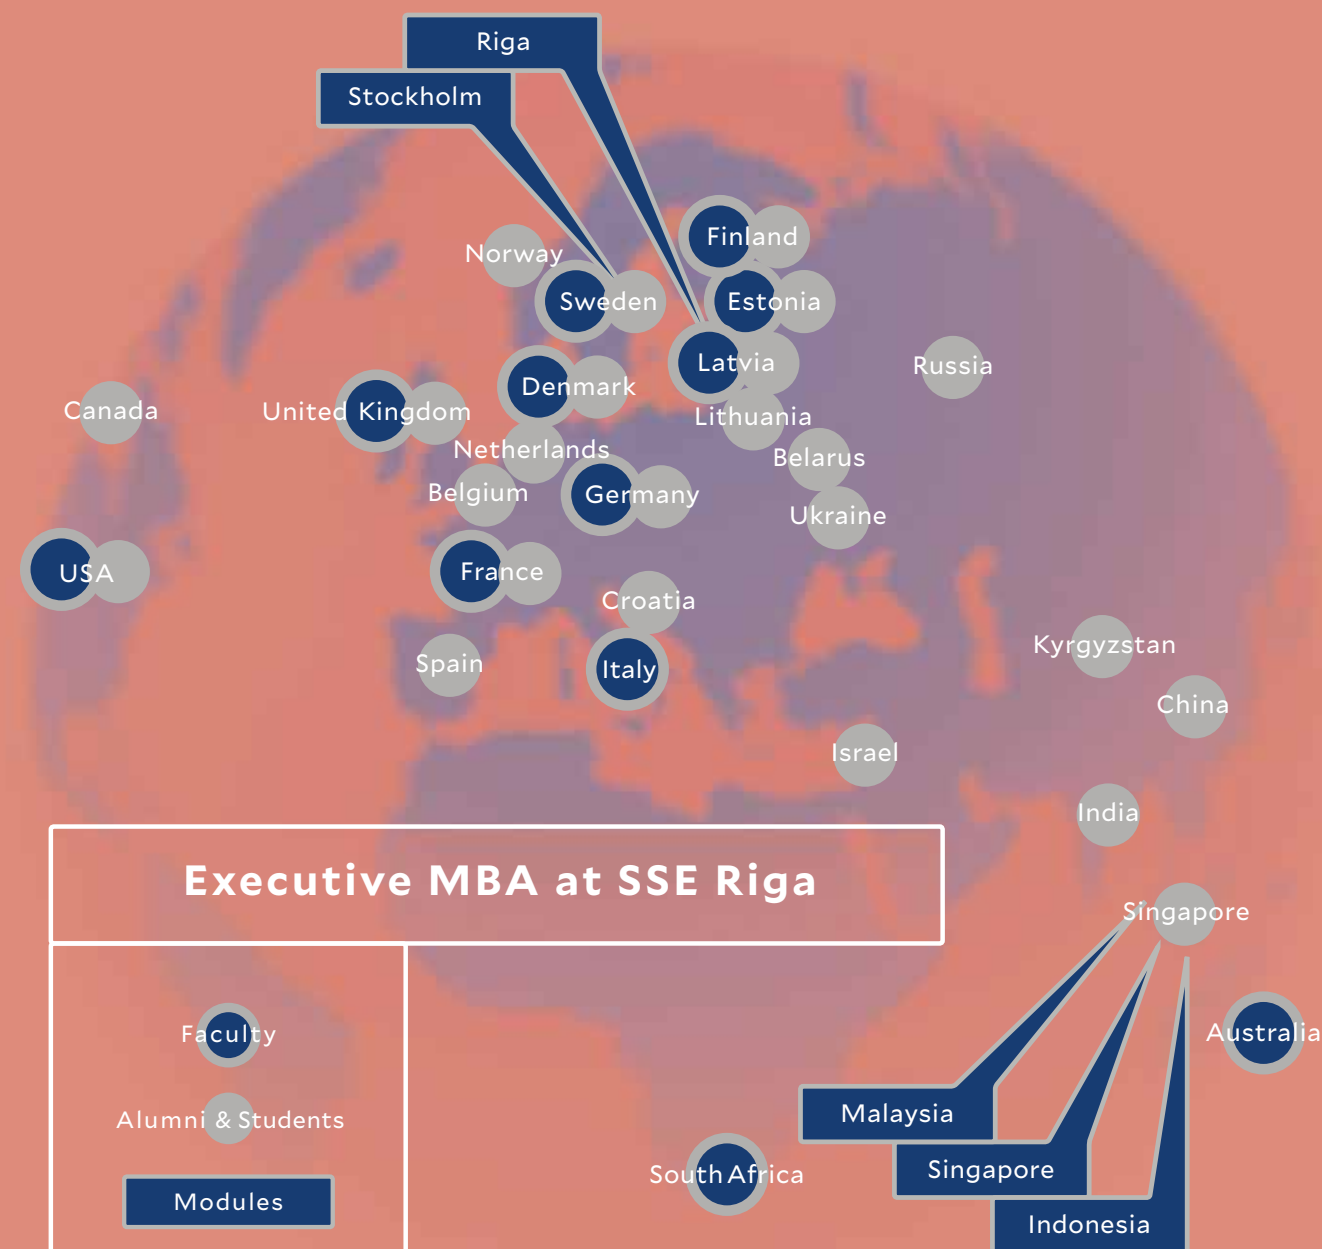 Riga
Stockholm
Finland
Norway
Sweden
Estonia
Latvia
Russia
Denmark
Canada
United Kingdom
Lithuania
Netherlands
Belarus
Belgium
Germany
Ukraine
USA
France
Croatia
Kyrgyzstan
Spain
Italy
China
Israel
India
Executive MBA at SSE Riga
Singapore
Faculty
Australia
Alumni & Students
Malaysia
Singapore
South Africa
Modules
Indonesia